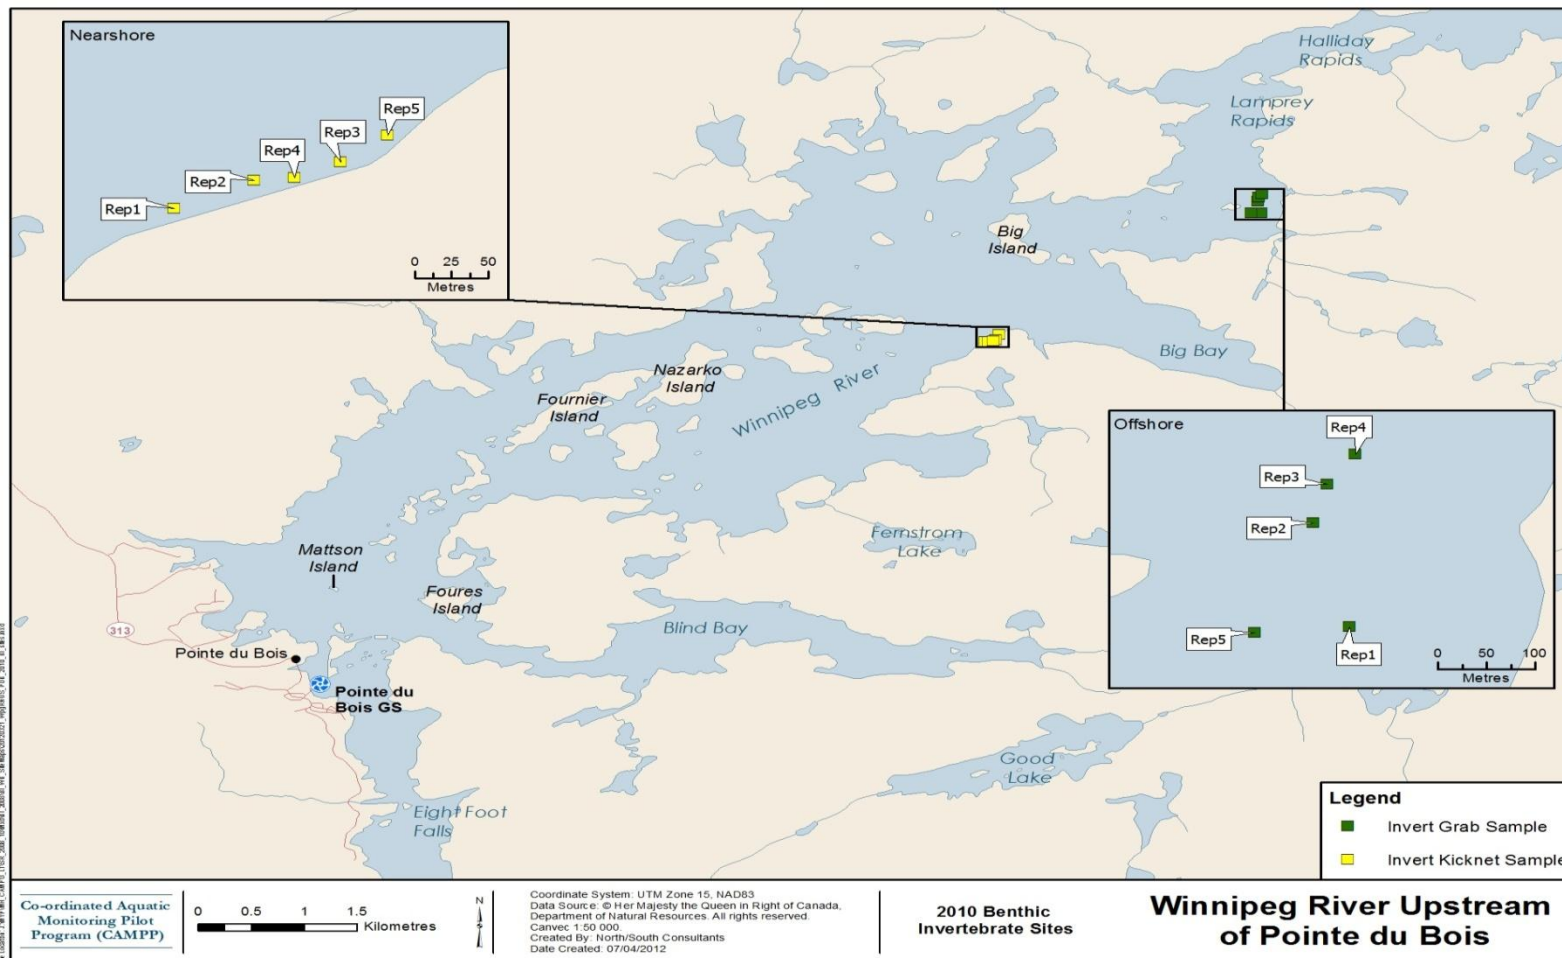 Nearshore
Rep5
Rep3
Rep4
Rep2
Rep1
0 25 50
Metres
Halliday
Rapids
Lamprey
Rapids
Big
Island
Big Bay
Nazarko
Island
Fournier
Island
Winnipeg River
Offshore
Rep4
Rep3
Rep2
Rep5
Rep1
0 50 100
Metres
Fernstrom
Lake
Mattson
Island
Foures
Island
Blind Bay
313
Pointe du Bois
Pointe du
Bois GS
Good
Lake
Eight Foot
Falls
Legend
Invert Grab Sample
Invert Kicknet Sample
Co-ordinated Aquatic
Monitoring Pilot
Program (CAMPP)
0 0.5 1 1.5
Kilometres
N
Coordinate System: UTM Zone 15, NAD83
Data Source: © Her Majesty the Queen in Right of Canada,
Department of Natural Resources. All rights reserved.
Canvec 1:50 000.
Created By: North/South Consultants
Date Created: 07/04/2012
2010 Benthic
Invertebrate Sites
Winnipeg River Upstream
of Pointe du Bois